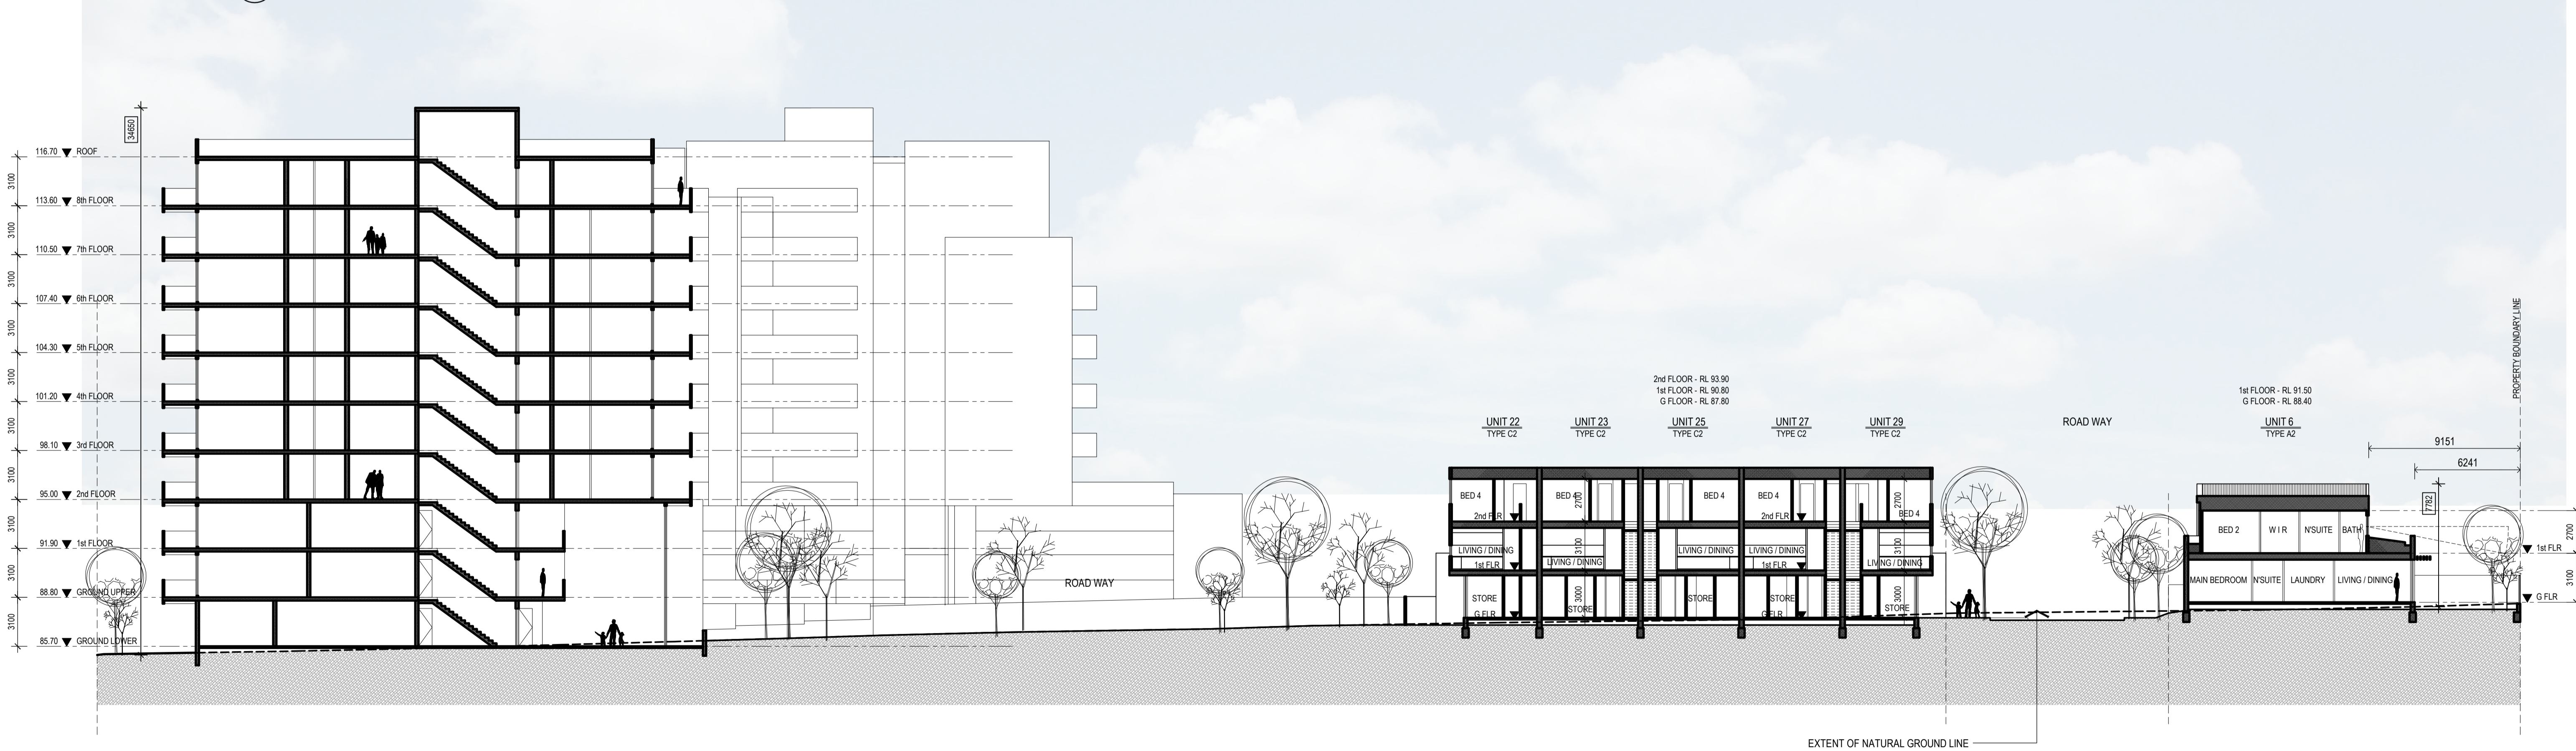 34650
116.70 ROOF
3100
113.60 8th FLOOR
3100
110.50 7th FLOOR
3100
107.40 6th FLOOR
3100
104.30 5th FLOOR
3100
101.20 4th FLOOR
3100
98.10 3rd FLOOR
3100
95.00 2nd FLOOR
3100
91.90 1st FLOOR
3100
88.80 GROUND UPPER
3100
85.70 GROUND LOWER
ROAD WAY
2nd FLOOR - RL 93.90
1st FLOOR - RL 90.80
G FLOOR - RL 87.80
UNIT 22
TYPE C2
UNIT 23
TYPE C2
UNIT 25
TYPE C2
UNIT 27
TYPE C2
UNIT 29
TYPE C2
BED 4
BED 4
2700
BED 4
BED 4
2700
BED 4
2nd FLR
2nd FLR
LIVING / DINING
LIVING / DINING
3100
LIVING / DINING
LIVING / DINING
3100
LIVING / DINING
1st FLR
1st FLR
STORE
STORE
3000
STORE
STORE
3000
STORE
G FLR
G FLR
ROAD WAY
1st FLOOR - RL 91.50
G FLOOR - RL 88.40
UNIT 6
TYPE A2
PROPERTY BOUNDARY LINE
9151
6241
7782
BED 2
W I R
N'SUITE
BATH
MAIN BEDROOM
N'SUITE
LAUNDRY
LIVING / DINING
2700
1st FLR
3100
G FLR
EXTENT OF NATURAL GROUND LINE